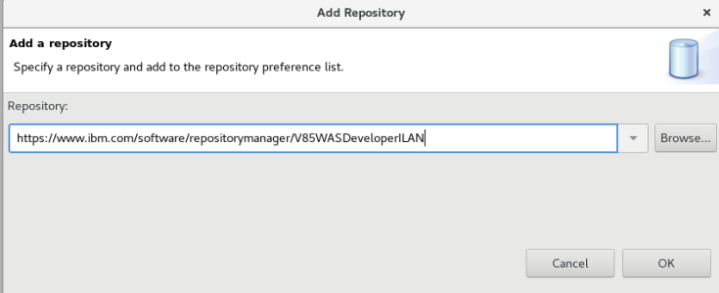 Add Repository
Add a repository
Specify a repository and add to the repository preference list.
Repository:
https://www.ibm.com/software/repositorymanager/V85WASDeveloperILAN
Browse...
Cancel
OK